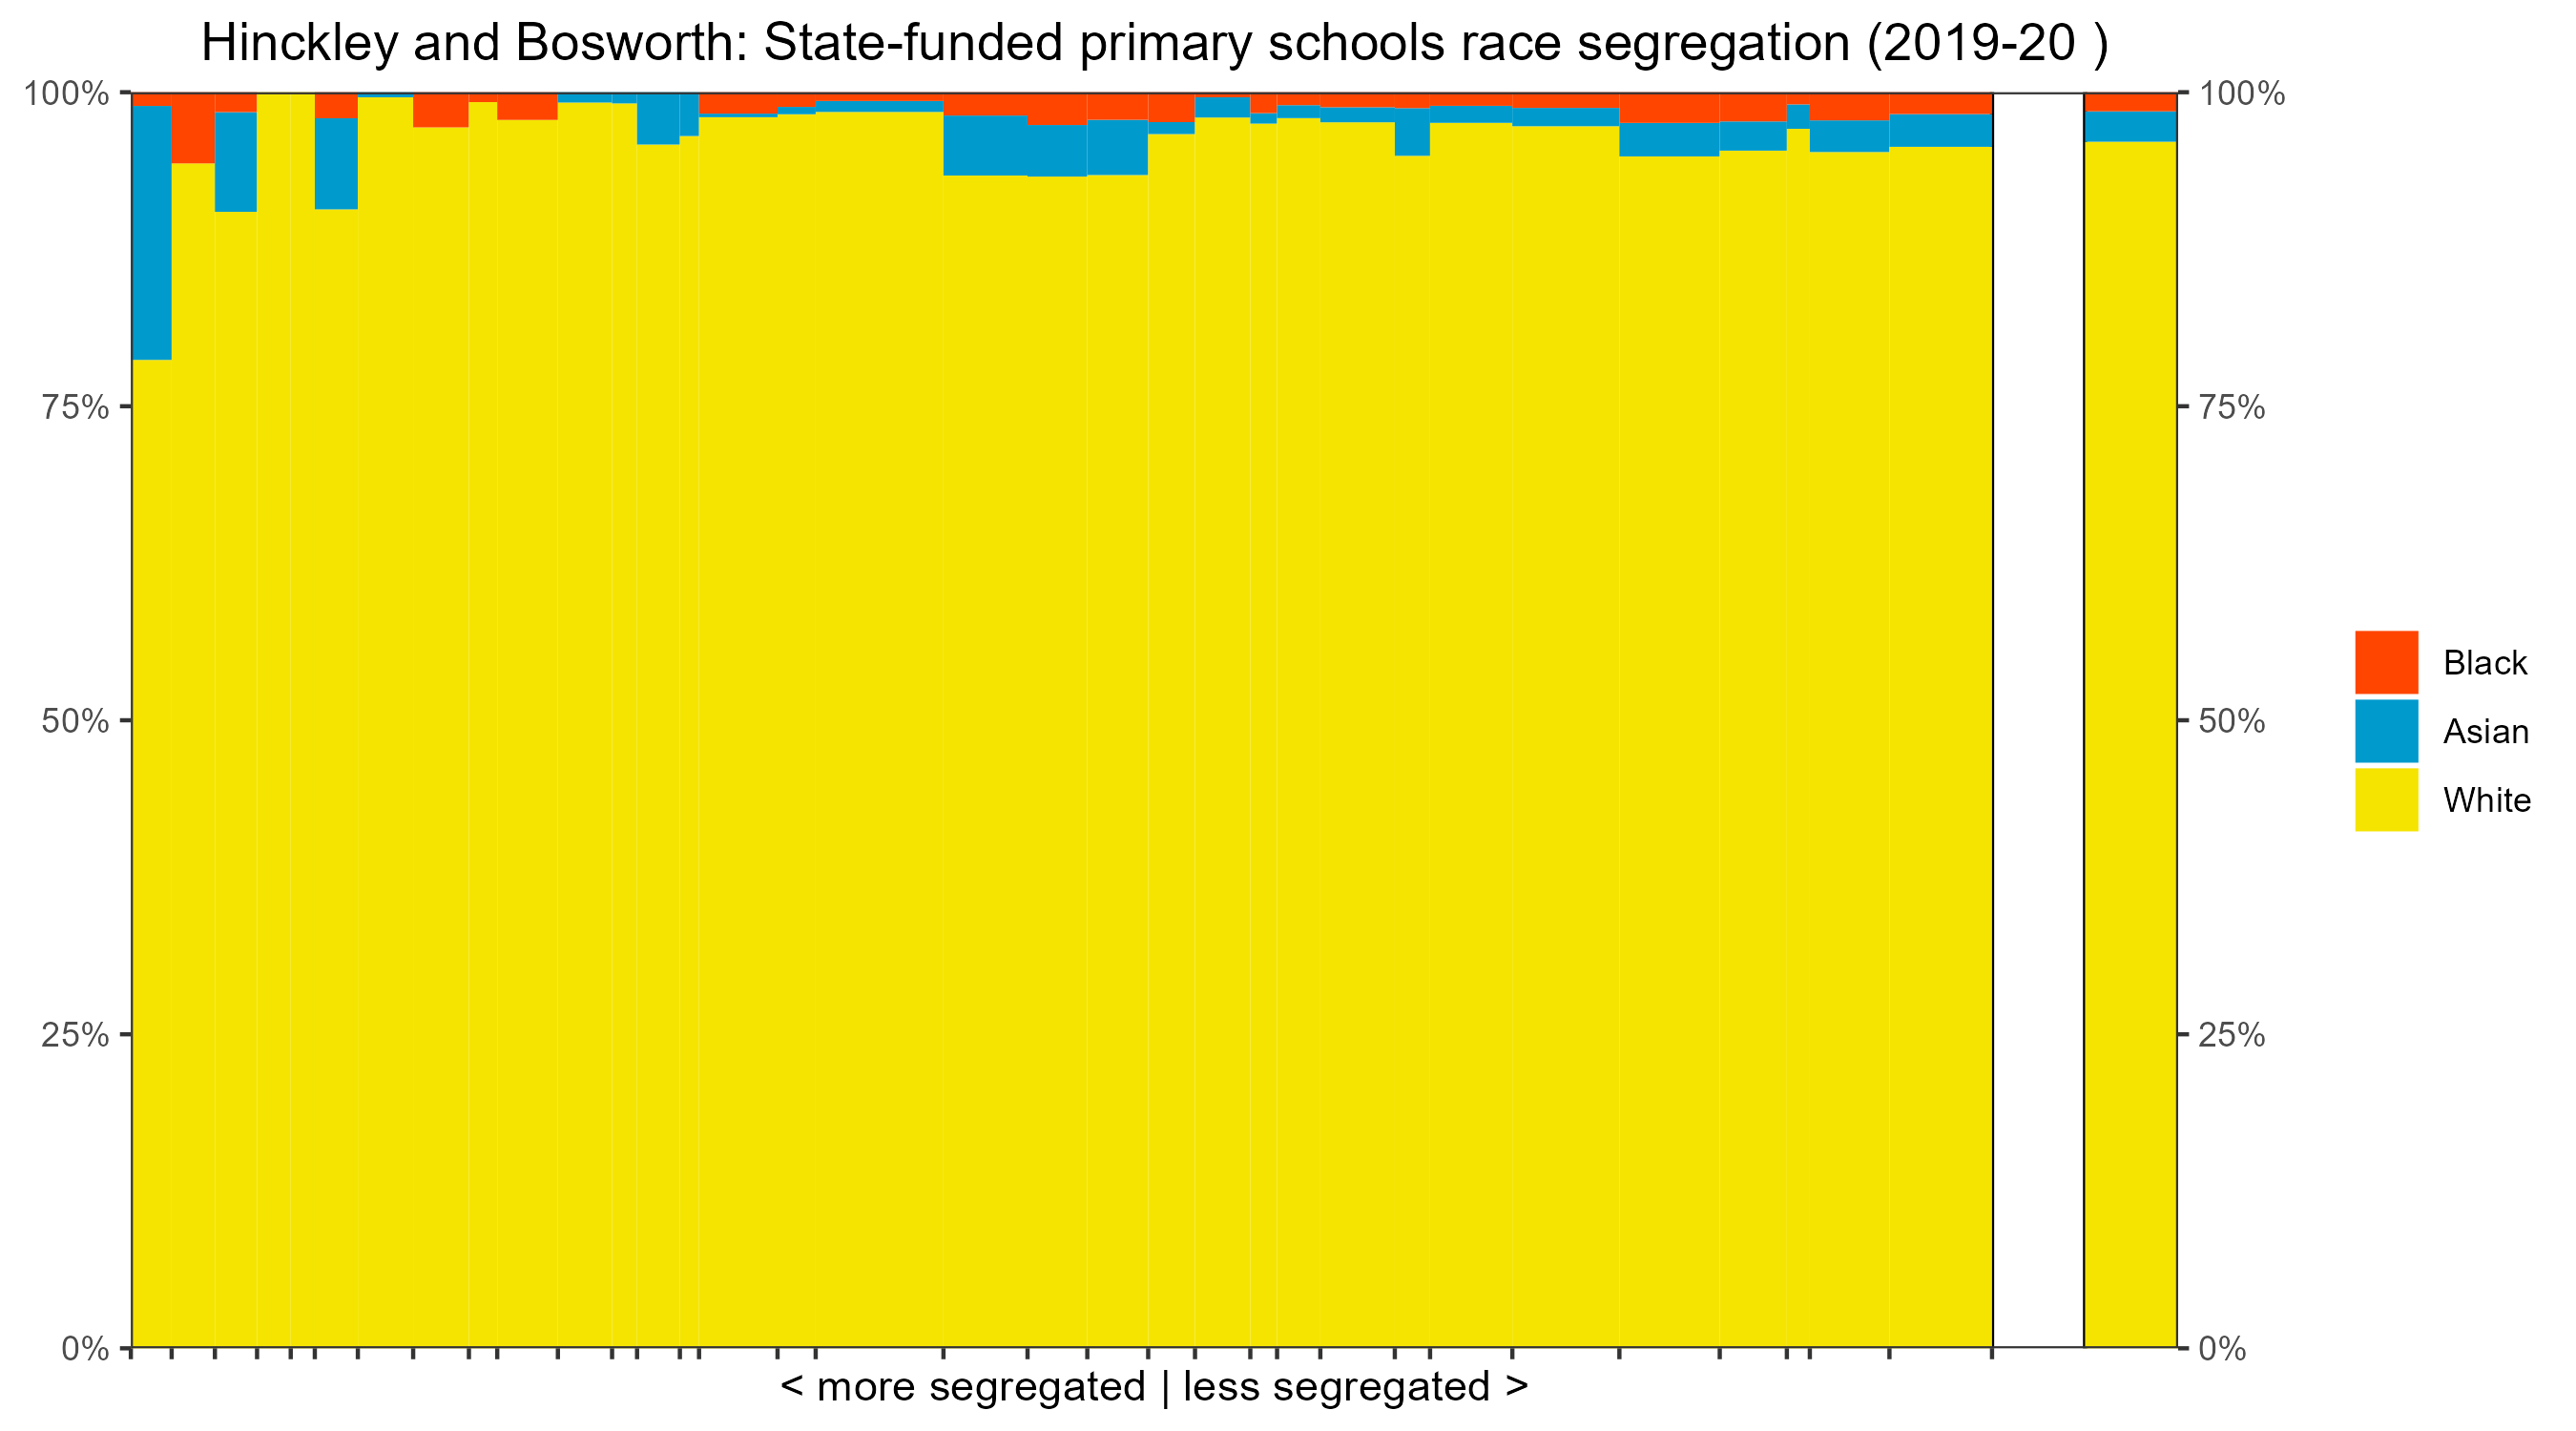 Hinckley and Bosworth: State-funded primary schools race segregation (2019-20 )
100%
75%
50%
25%
0%
100%
75%
50%
25%
0%
Black
Asian
White
< more segregated | less segregated >